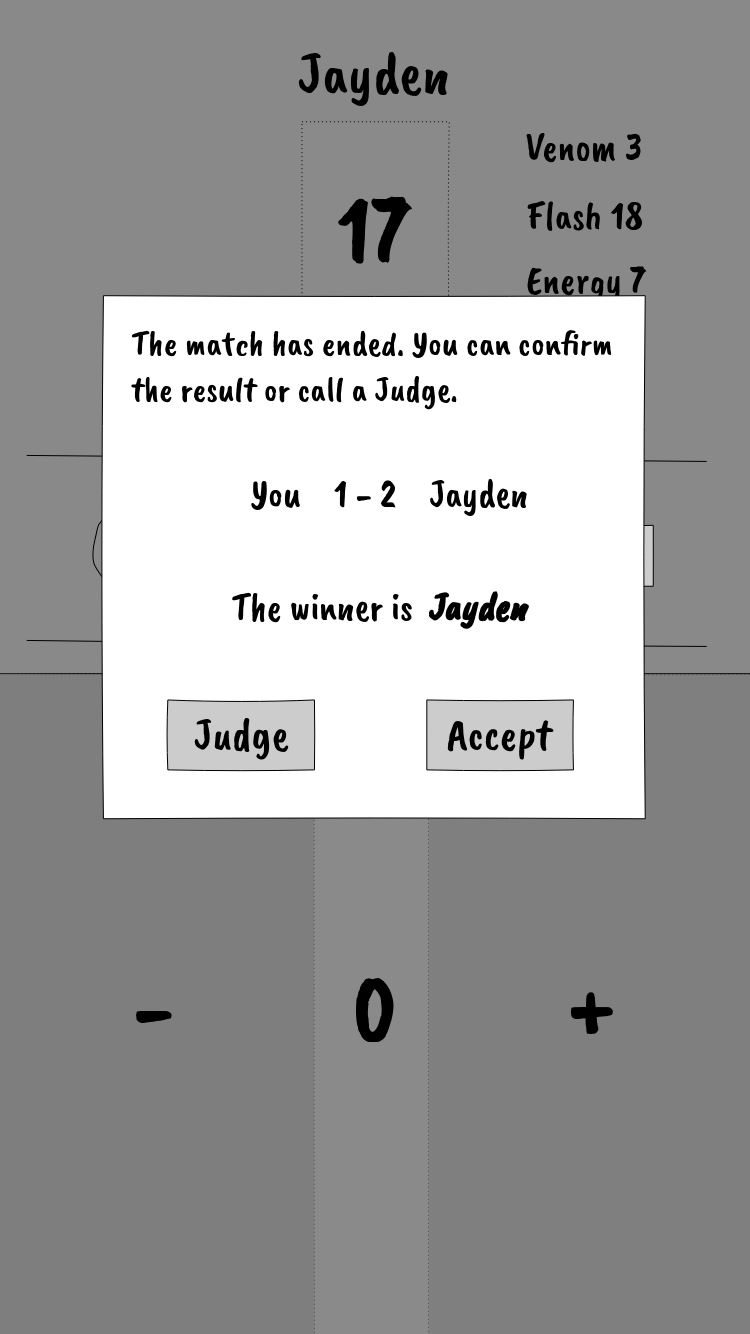 Jayden
17
Venom 3
Flash 18
Energy 7
The match has ended. You can confirm
the result or call a Judge.
You 1 - 2 Jayden
The winner is Jayden
Judge
Accept
- 0 +